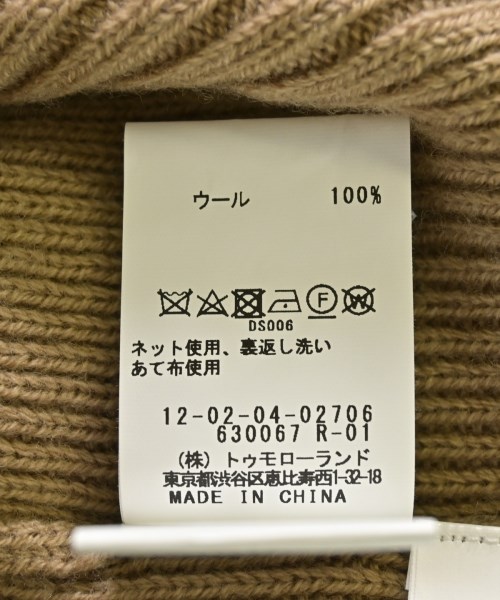 ウール 100%
F W
DS006
ネット使用、裏返し洗い
あて布使用
12-02-04-02706
630067 R-01
(株) トゥモローランド
東京都渋谷区恵比寿西1-32-18
MADE IN CHINA